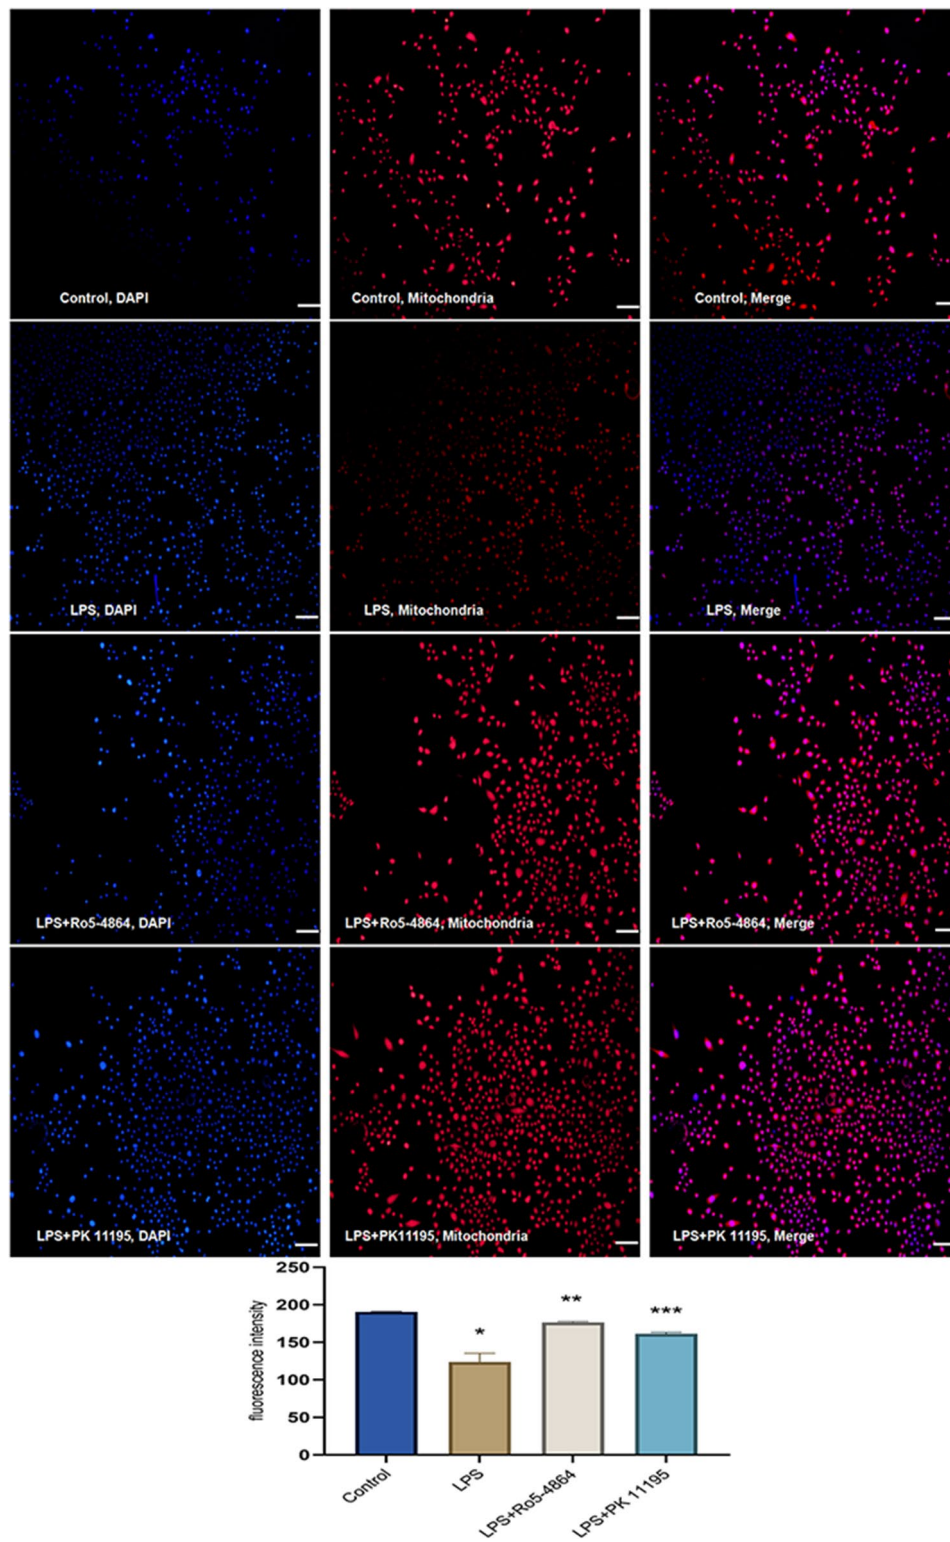 Control, DAPI
Control, Mitochondria
Control, Merge
LPS, DAPI
LPS, Mitochondria
LPS, Merge
LPS+Ro5-4864, DAPI
LPS+Ro5-4864, Mitochondria
LPS+Ro5-4864, Merge
LPS+PK 11195, DAPI
LPS+PK11195, Mitochondria
LPS+PK 11195, Merge
250
200
150
100
50
0
fluorescence intensity
*
**
***
Control
LPS
LPS+Ro5-4864
LPS+PK 11195